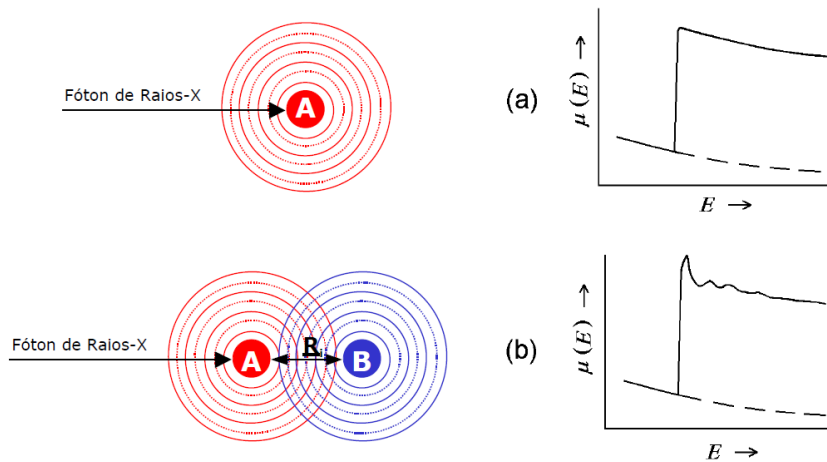 Fóton de Raios-X
A
(a)
μ(E) →
E →
Fóton de Raios-X
A
R
B
(b)
μ(E) →
E →